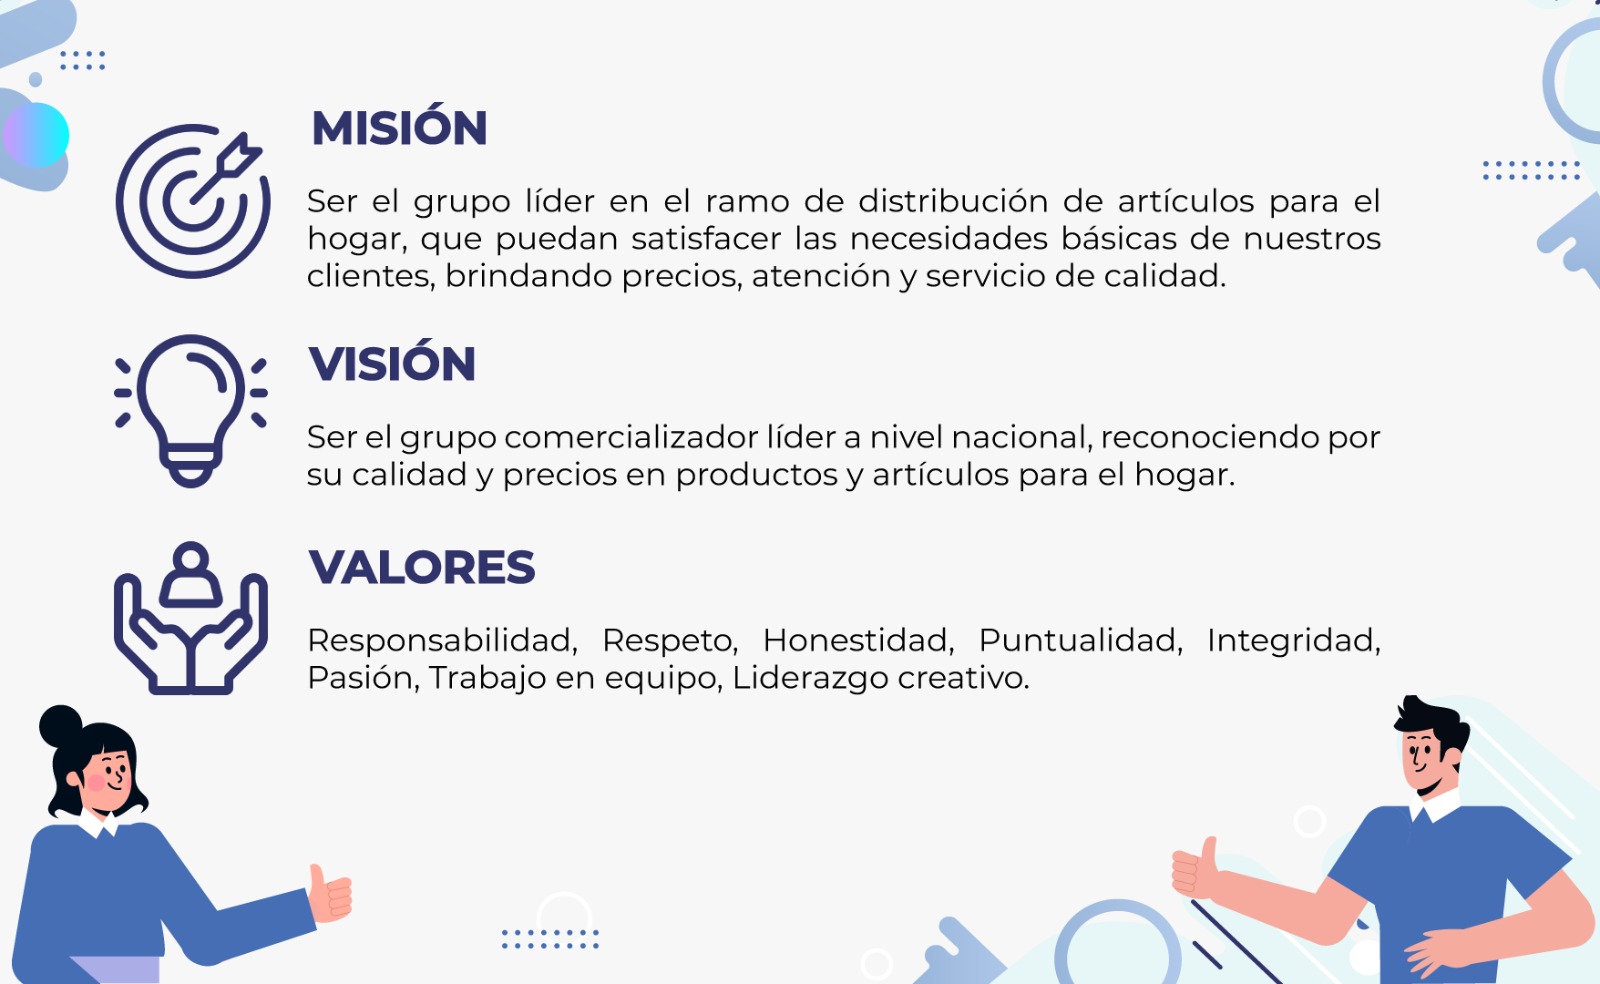 MISIÓN
Ser el grupo líder en el ramo de distribución de artículos para el
hogar, que puedan satisfacer las necesidades básicas de nuestros
clientes, brindando precios, atención y servicio de calidad.
VISIÓN
Ser el grupo comercializador líder a nivel nacional, reconociendo por
su calidad y precios en productos y artículos para el hogar.
VALORES
Responsabilidad, Respeto, Honestidad, Puntualidad, Integridad,
Pasión, Trabajo en equipo, Liderazgo creativo.